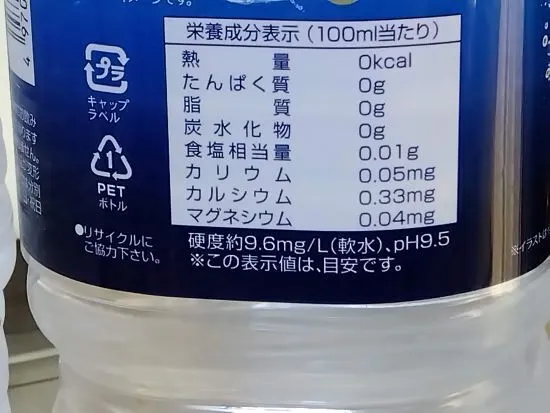 栄養成分表示(100ml当たり)
熱量 0kcal
たんぱく質 0g
脂質 0g
炭水化物 0g
食塩相当量 0.01g
カリウム 0.05mg
カルシウム 0.33mg
マグネシウム 0.04mg
硬度約9.6mg/L(軟水)、pH9.5
※この表示値は、目安です。
プラ
キャップ
ラベル
1
PET
ボトル
●リサイクルに
ご協力下さい。